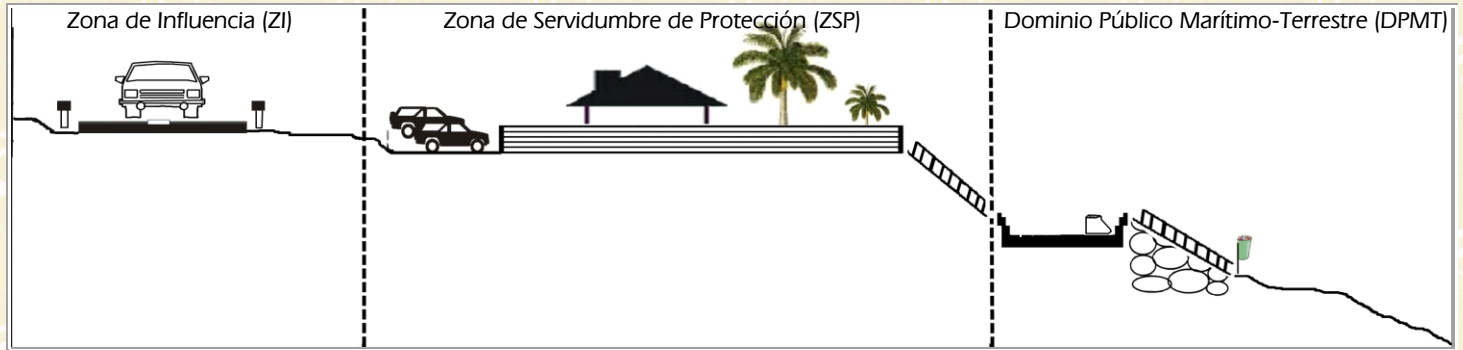 Zona de Influencia (ZI)
Zona de Servidumbre de Protección (ZSP)
Dominio Público Marítimo-Terrestre (DPMT)